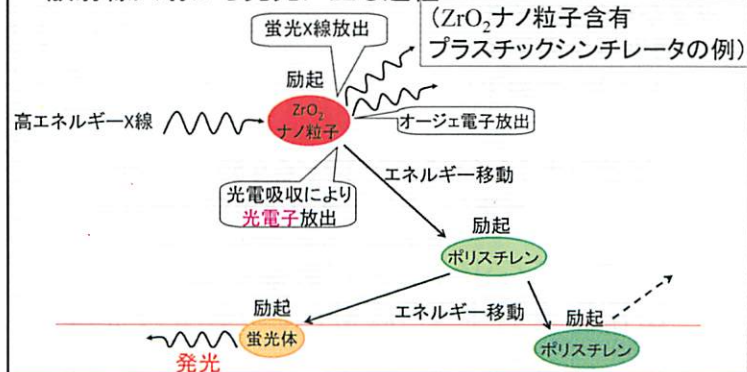 (ZrO2ナノ粒子含有
プラスチックシンチレータの例)
蛍光X線放出
励起
ZrO2
ナノ粒子
高エネルギーX線
オージェ電子放出
光電吸収により
光電子放出
エネルギー移動
励起
ポリスチレン
エネルギー移動
励起
蛍光体
発光
励起
ポリスチレン